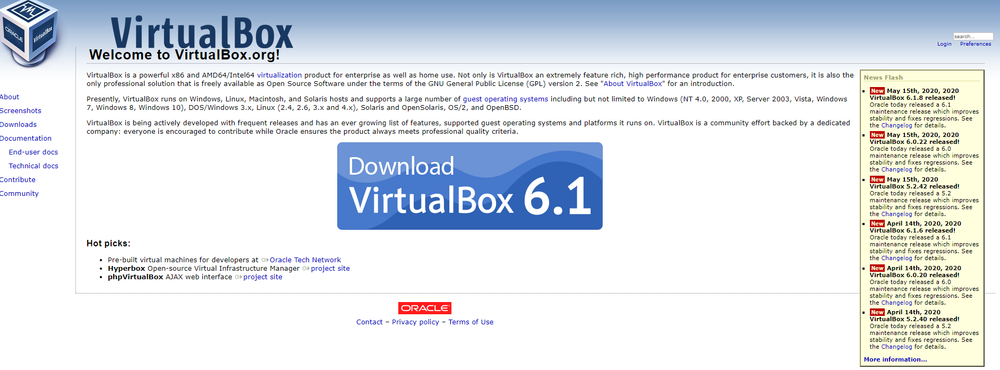 ORACLE
VirtualBox
VirtualBox
search...
Login Preferences
Welcome to VirtualBox.org!
VirtualBox is a powerful x86 and AMD64/Intel64 virtualization product for enterprise as well as home use. Not only is VirtualBox an extremely feature rich, high performance product for enterprise customers, it is also the
only professional solution that is freely available as Open Source Software under the terms of the GNU General Public License (GPL) version 2. See "About VirtualBox" for an introduction.
Presently, VirtualBox runs on Windows, Linux, Macintosh, and Solaris hosts and supports a large number of guest operating systems including but not limited to Windows (NT 4.0, 2000, XP, Server 2003, Vista, Windows
7, Windows 8, Windows 10), DOS/Windows 3.x, Linux (2.4, 2.6, 3.x and 4.x), Solaris and OpenSolaris, OS/2, and OpenBSD.
VirtualBox is being actively developed with frequent releases and has an ever growing list of features, supported guest operating systems and platforms it runs on. VirtualBox is a community effort backed by a dedicated
company: everyone is encouraged to contribute while Oracle ensures the product always meets professional quality criteria.
About
Screenshots
Downloads
Documentation
End-user docs
Technical docs
Contribute
Community
Download
VirtualBox 6.1
Hot picks:
Pre-built virtual machines for developers at Oracle Tech Network
Hyperbox Open-source Virtual Infrastructure Manager project site
phpVirtualBox AJAX web interface project site
News Flash
New May 15th, 2020, 2020
VirtualBox 6.1.8 released!
Oracle today released a 6.1
maintenance release which improves
stability and fixes regressions. See
the Changelog for details.
New May 15th, 2020, 2020
VirtualBox 6.0.22 released!
Oracle today released a 6.0
maintenance release which improves
stability and fixes regressions. See
the Changelog for details.
New May 15th, 2020
VirtualBox 5.2.42 released!
Oracle today released a 5.2
maintenance release which improves
stability and fixes regressions. See
the Changelog for details.
New April 14th, 2020, 2020
VirtualBox 6.1.6 released!
Oracle today released a 6.1
maintenance release which improves
stability and fixes regressions. See
the Changelog for details.
New April 14th, 2020, 2020
VirtualBox 6.0.20 released!
Oracle today released a 6.0
maintenance release which improves
stability and fixes regressions. See
the Changelog for details.
New April 14th, 2020
VirtualBox 5.2.40 released!
Oracle today released a 5.2
maintenance release which improves
stability and fixes regressions. See
the Changelog for details.
More information...
ORACLE
Contact – Privacy policy – Terms of Use